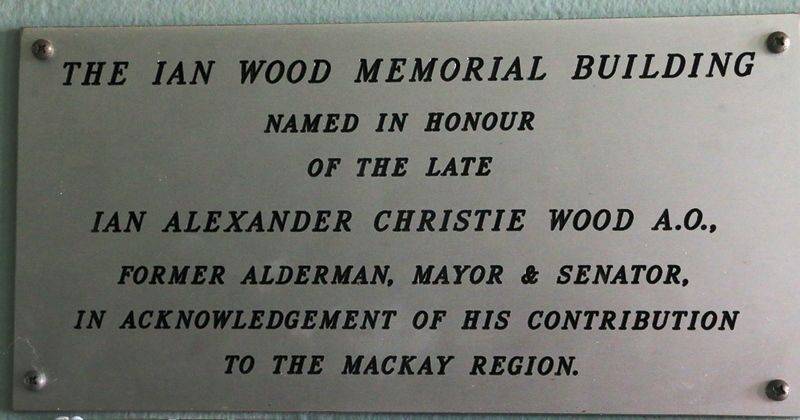 THE IAN WOOD MEMORIAL BUILDING
NAMED IN HONOUR
OF THE LATE
IAN ALEXANDER CHRISTIE WOOD A.O.,
FORMER ALDERMAN, MAYOR & SENATOR,
IN ACKNOWLEDGEMENT OF HIS CONTRIBUTION
TO THE MACKAY REGION.